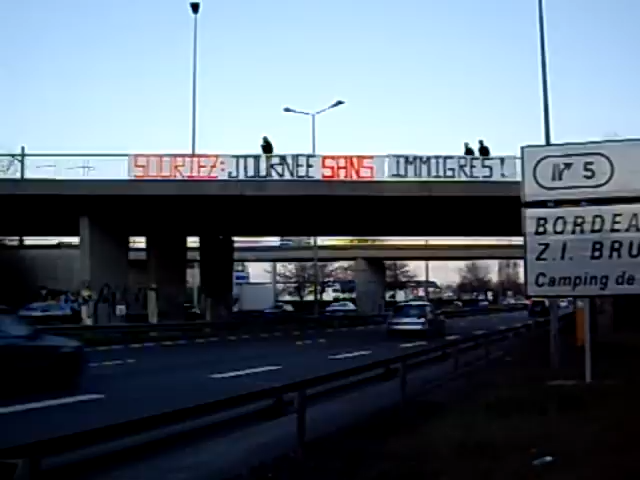 SOURIEZ: JOURNEE SANS IMMIGRES!
5
BORDEA
Z.I. BRU
Camping de